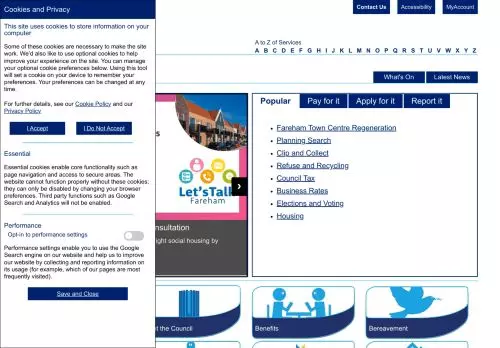 Cookies and Privacy
This site uses cookies to store information on your
computer
Some of these cookies are necessary to make the site
work. We'd also like to use optional cookies to help
improve your experience on the site. You can manage
your optional cookie preferences below. Using this tool
will set a cookie on your device to remember your
preferences. Your preferences can be changed at any
time.
For further details, see our Cookie Policy and our
Privacy Policy
I Accept
I Do Not Accept
Essential
Essential cookies enable core functionality such as
page navigation and access to secure areas. The
website cannot function properly without these cookies;
they can only be disabled by changing your browser
preferences. Third party functions such as Google
Search and Analytics will not be enabled.
Performance
Opt-in to performance settings
Performance settings enable you to use the Google
Search engine on our website and help us to improve
our website by collecting and reporting information on
its usage (for example, which of our pages are most
frequently visited).
Save and Close
Contact Us
Accessibility
MyAccount
A to Z of Services
A B C D E F G H I J K L M N O P Q R S T U V W X Y Z
What's On
Latest News
Let'sTalk
Fareham
Popular
Pay for it
Apply for it
Report it
Fareham Town Centre Regeneration
Planning Search
Clip and Collect
Refuse and Recycling
Council Tax
Business Rates
Elections and Voting
Housing
the Council
Benefits
Bereavement